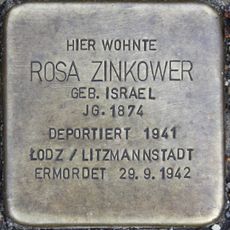 HIER WOHNTE
ROSA ZINKOWER
GEB. ISRAEL
JG. 1874
DEPORTIERT 1941
ŁODZ / LITZMANNSTADT
ERMORDET 29.9.1942